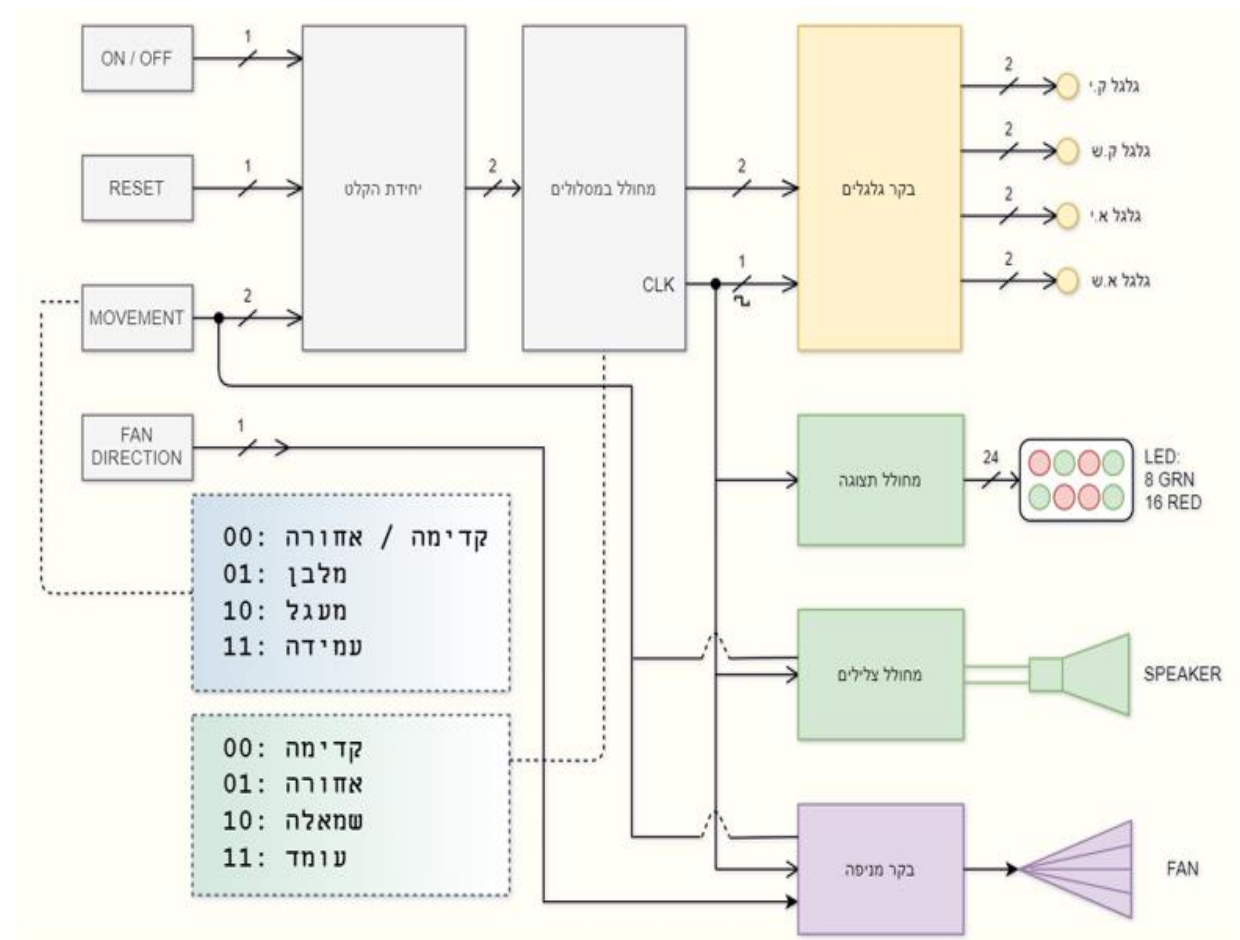 ON / OFF
1
RESET
1
MOVEMENT
2
FAN
DIRECTION
1
יחידת הקלט
2
מחולל במסלולים
CLK
2
1
בקר גלגלים
2
גלגל ק.י
2
גלגל ק.ש
2
גלגל א.י
2
גלגל א.ש
מחולל תצוגה
24
LED:
8 GRN
16 RED
מחולל צלילים
SPEAKER
בקר מניפה
FAN
00: קדימה / אחורה
01: מלבן
10: מעגל
11: עמידה
00: קדימה
01: אחורה
10: שמאלה
11: עומד